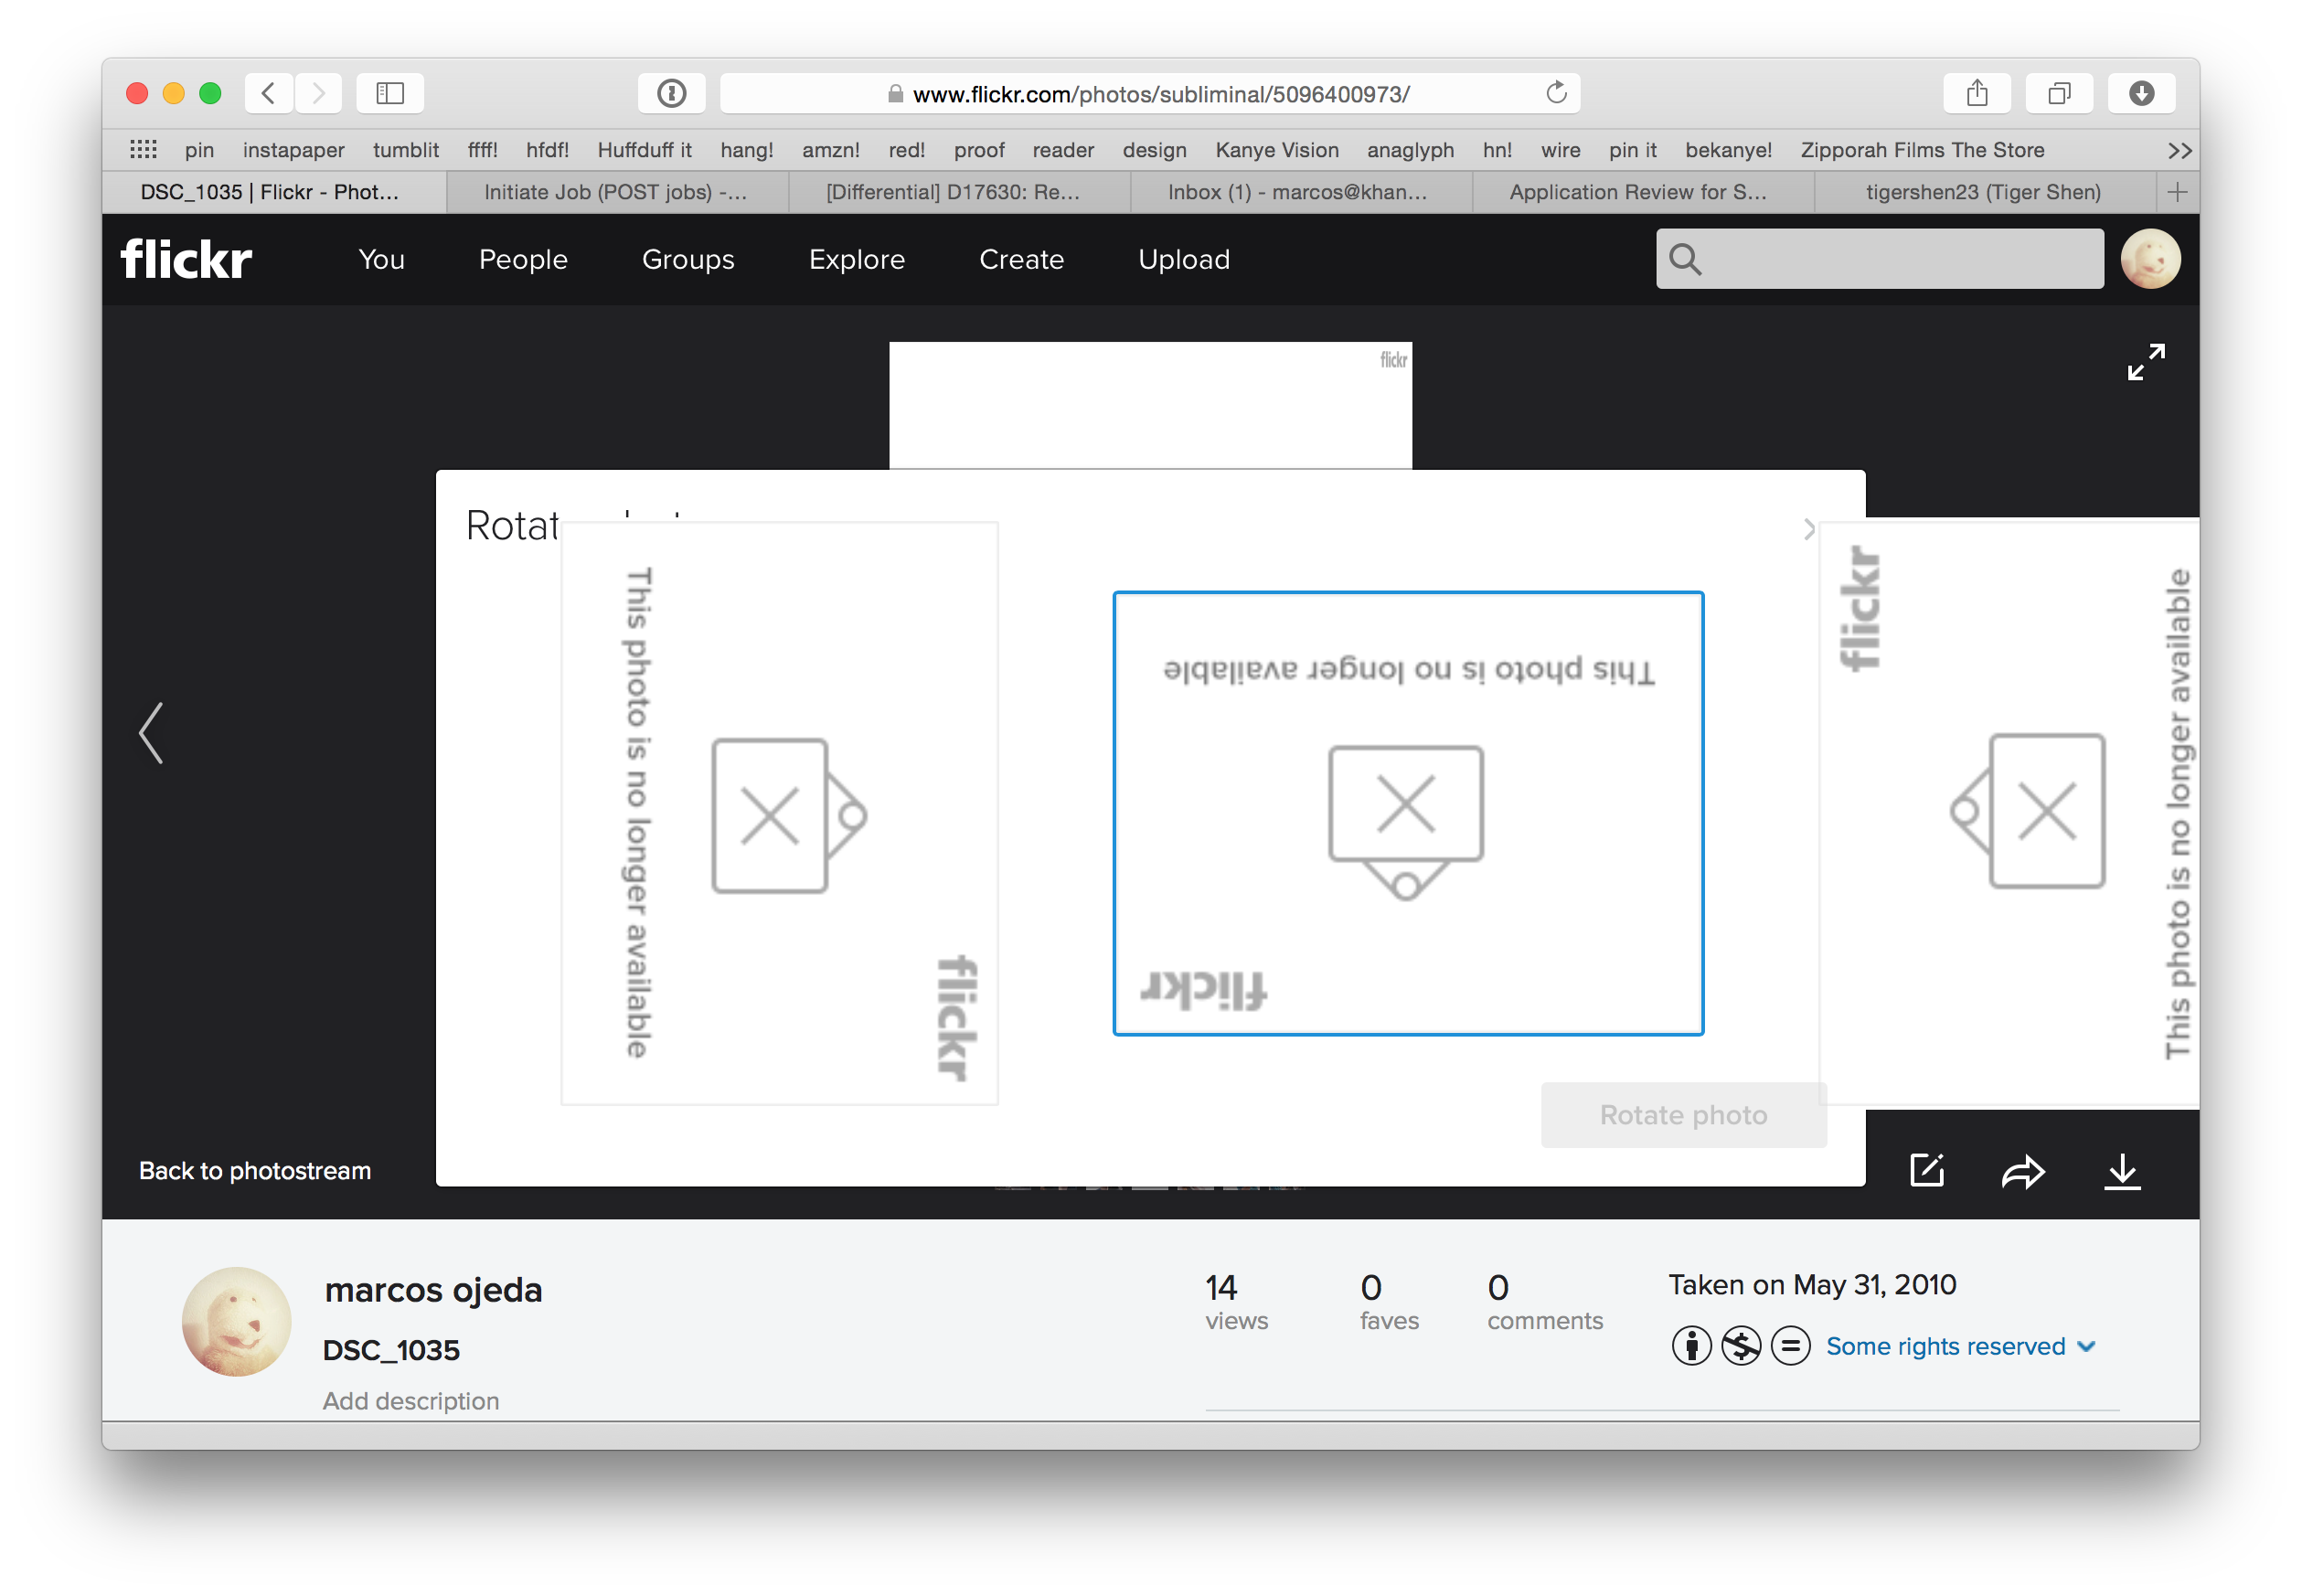 www.flickr.com/photos/subliminal/5096400973/
pin instapaper tumblit ffff! hfdf! Huffduff it hang! amzn! red! proof reader design Kanye Vision anaglyph hn! wire pin it bekanye! Zipporah Films The Store
DSC_1035 | Flickr - Phot... Initiate Job (POST jobs) -... [Differential] D17630: Re... Inbox (1) - marcos@khan... Application Review for S... tigershen23 (Tiger Shen)
flickr You People Groups Explore Create Upload
flickr
This photo is no longer available
flickr
This photo is no longer available
flickr
flickr
This photo is no longer available
Rotate photo
Back to photostream
marcos ojeda
DSC_1035
Add description
14 views
0 faves
0 comments
Taken on May 31, 2010
Some rights reserved